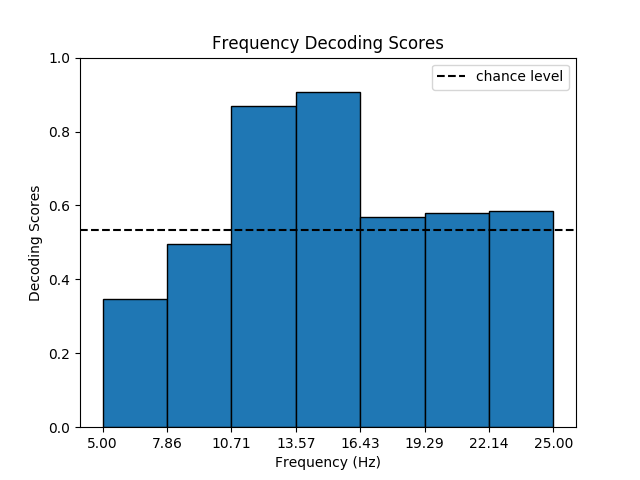 Frequency Decoding Scores
chance level
1.0
0.8
0.6
0.4
0.2
0.0
Decoding Scores
5.00 7.86 10.71 13.57 16.43 19.29 22.14 25.00
Frequency (Hz)